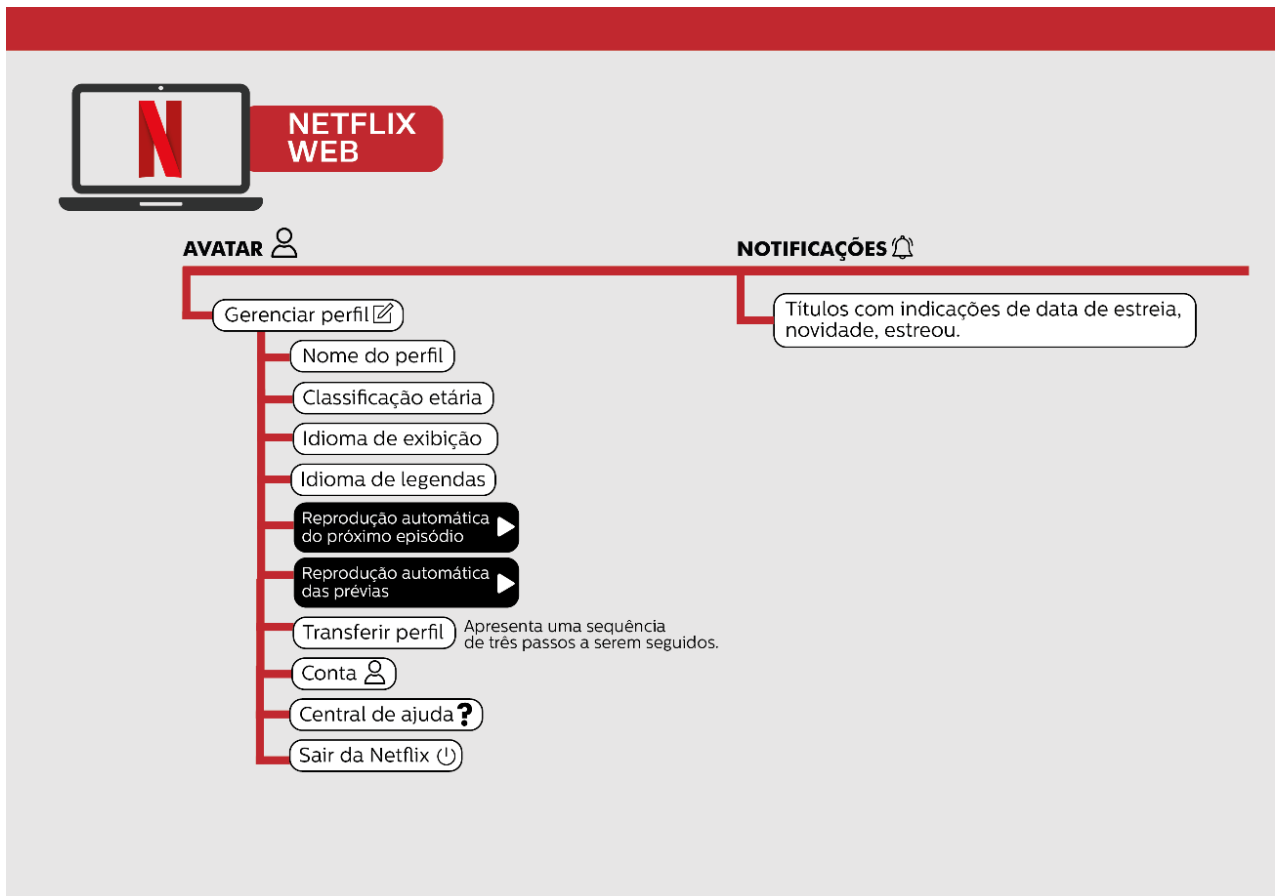 NETFLIX
WEB
AVATAR
Gerenciar perfil
Nome do perfil
Classificação etária
Idioma de exibição
Idioma de legendas
Reprodução automática
do próximo episódio
Reprodução automática
das prévias
Transferir perfil
Apresenta uma sequência
de três passos a serem seguidos.
Conta
Central de ajuda ?
Sair da Netflix
NOTIFICAÇÕES
Títulos com indicações de data de estreia,
novidade, estreou.